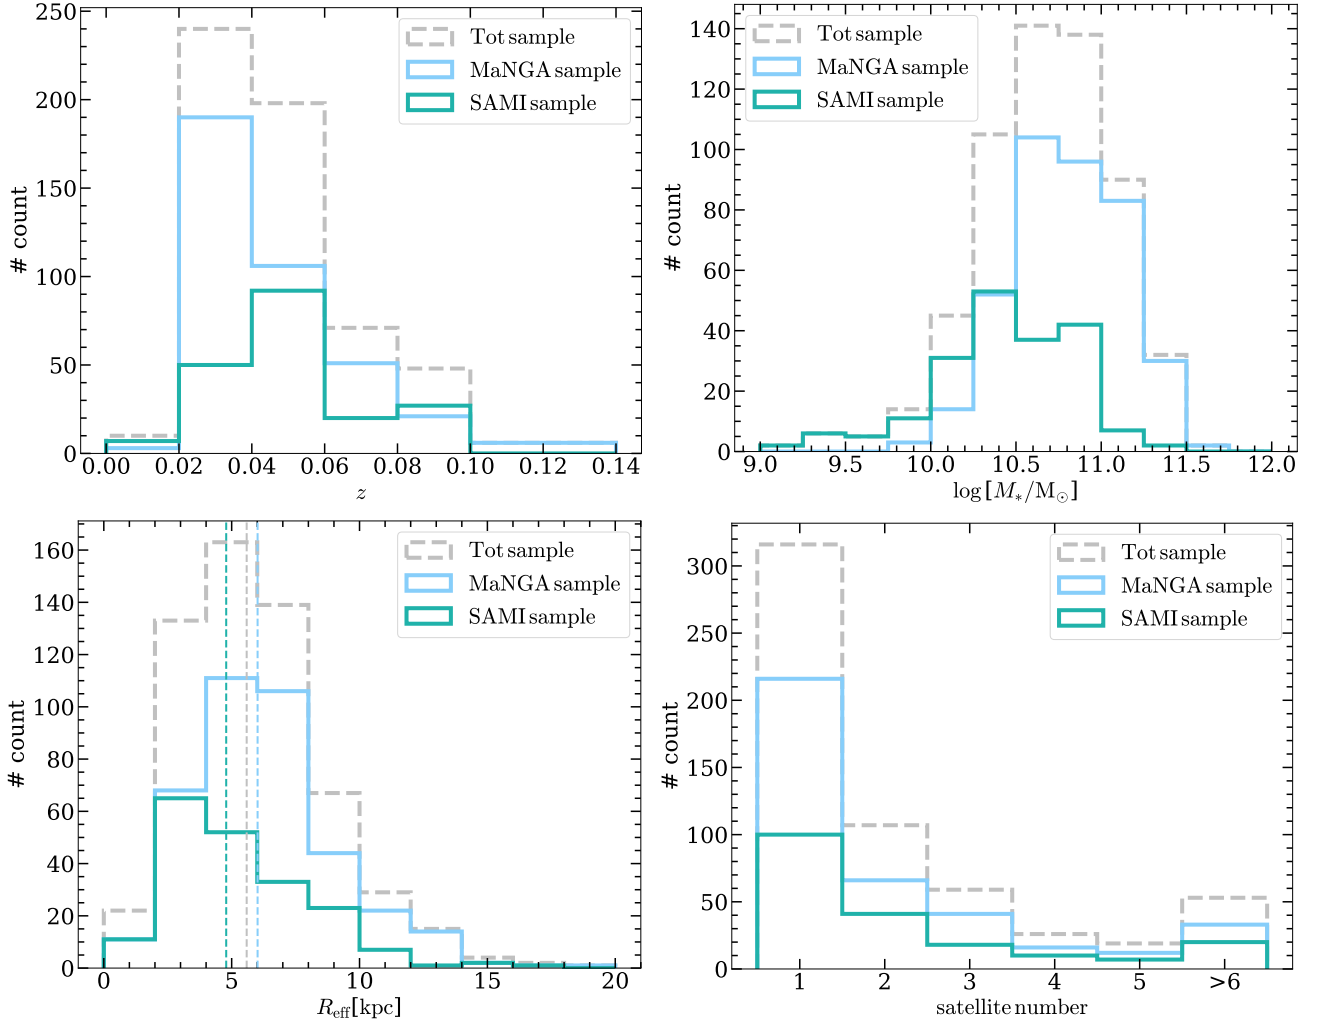 250
200
150
100
50
0
# count
Tot sample
MaNGA sample
SAMI sample
0.00 0.02 0.04 0.06 0.08 0.10 0.12 0.14
z
140
120
100
80
60
40
20
0
# count
Tot sample
MaNGA sample
SAMI sample
9.0 9.5 10.0 10.5 11.0 11.5 12.0
log[M*/M⊙]
160
140
120
100
80
60
40
20
0
# count
Tot sample
MaNGA sample
SAMI sample
0 5 10 15 20
Reff[kpc]
300
250
200
150
100
50
0
# count
Tot sample
MaNGA sample
SAMI sample
1 2 3 4 5 >6
satellite number